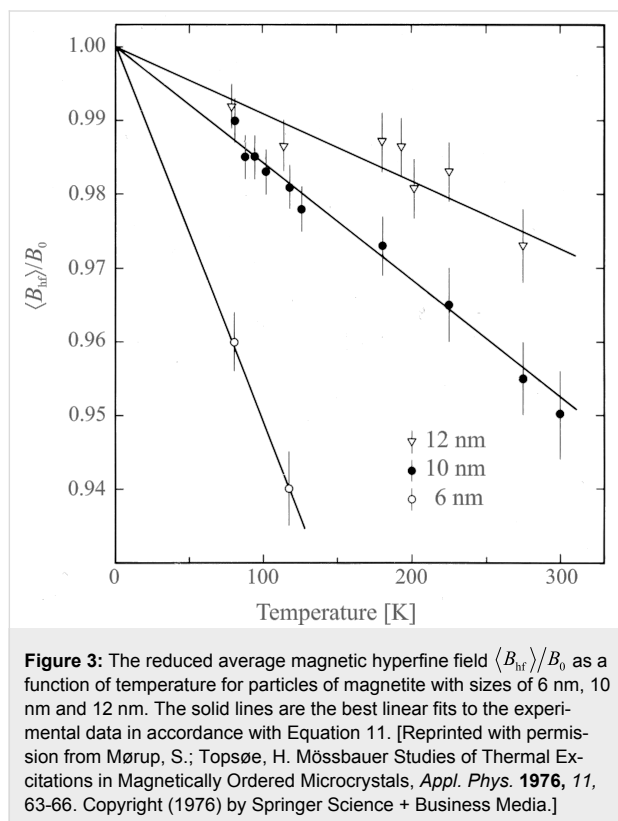 1.00
0.99
0.98
0.97
0.96
0.95
0.94
⟨B_hf⟩/B_0
12 nm
10 nm
6 nm
0 100 200 300
Temperature [K]
Figure 3: The reduced average magnetic hyperfine field ⟨B_hf⟩/B_0 as a
function of temperature for particles of magnetite with sizes of 6 nm, 10
nm and 12 nm. The solid lines are the best linear fits to the experi-
mental data in accordance with Equation 11. [Reprinted with permis-
sion from Mørup, S.; Topsøe, H. Mössbauer Studies of Thermal Ex-
citations in Magnetically Ordered Microcrystals, Appl. Phys. 1976, 11,
63-66. Copyright (1976) by Springer Science + Business Media.]